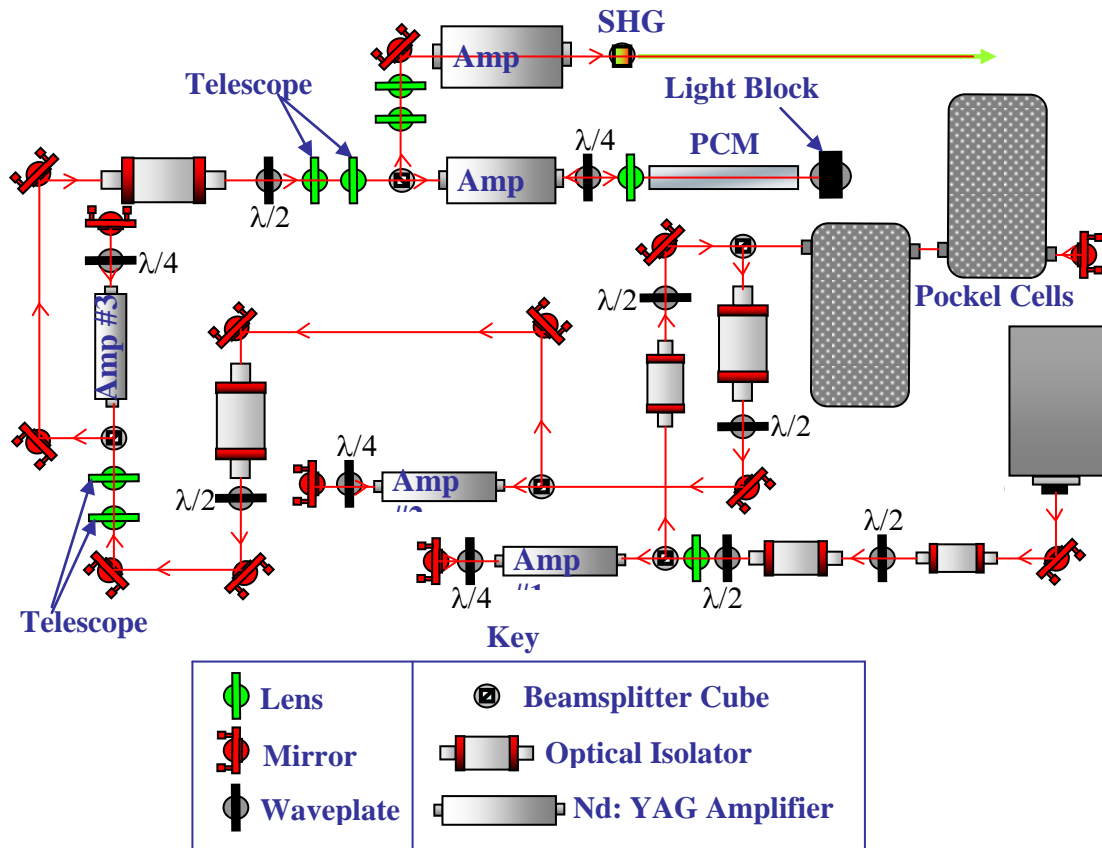 SHG
Amp
Telescope
Light Block
λ/4
PCM
Amp
λ/2
λ/4
Pockel Cells
λ/2
Amp #3
λ/2
λ/4
Amp
λ/2
λ/2
Amp
λ/4
λ/2
Telescope
Key
Lens
Beamsplitter Cube
Mirror
Optical Isolator
Waveplate
Nd: YAG Amplifier